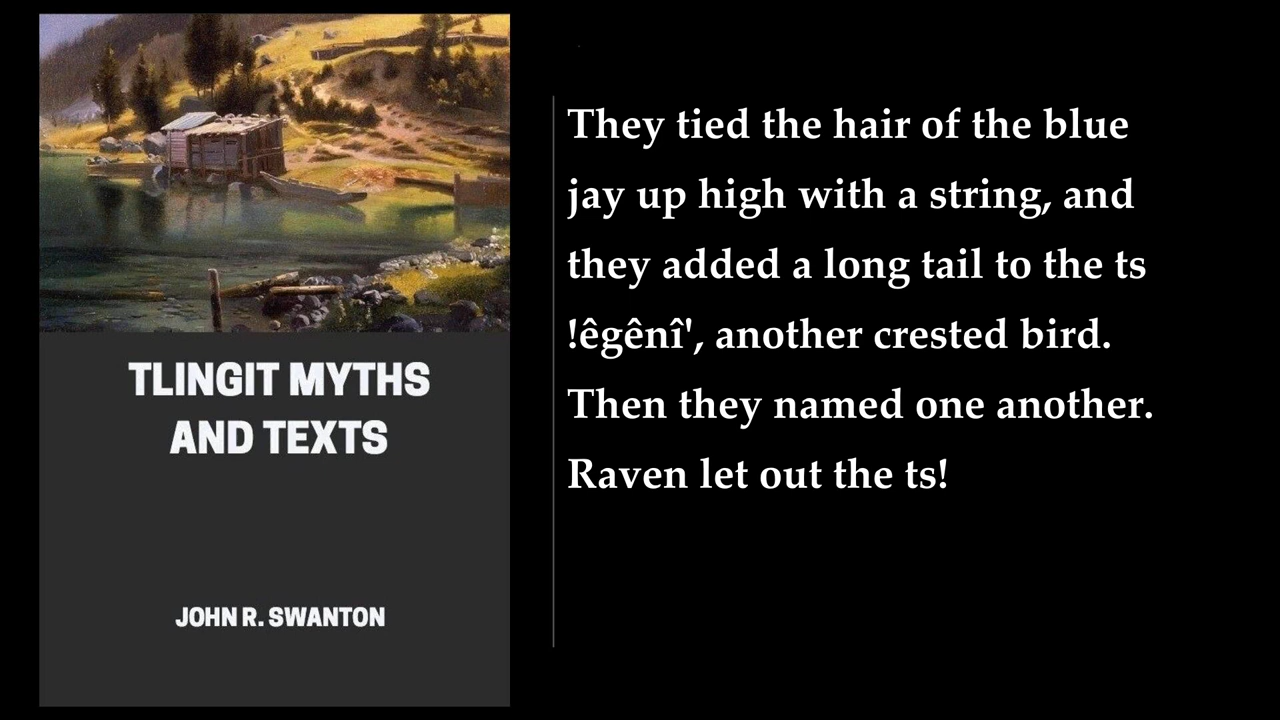 TLINGIT MYTHS
AND TEXTS
JOHN R. SWANTON
They tied the hair of the blue
jay up high with a string, and
they added a long tail to the ts
!êgênî', another crested bird.
Then they named one another.
Raven let out the ts!